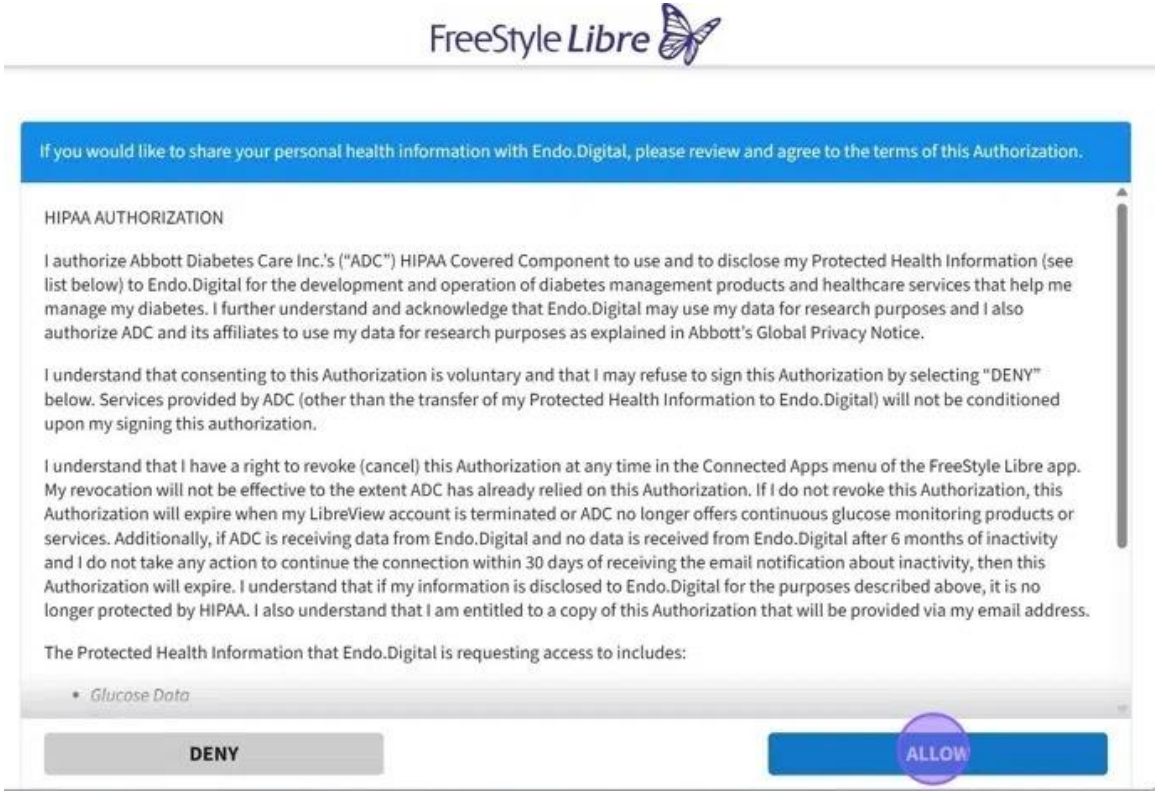 FreeStyle Libre
If you would like to share your personal health information with Endo.Digital, please review and agree to the terms of this Authorization.
HIPAA AUTHORIZATION
I authorize Abbott Diabetes Care Inc.'s (“ADC”) HIPAA Covered Component to use and to disclose my Protected Health Information (see
list below) to Endo.Digital for the development and operation of diabetes management products and healthcare services that help me
manage my diabetes. I further understand and acknowledge that Endo.Digital may use my data for research purposes and I also
authorize ADC and its affiliates to use my data for research purposes as explained in Abbott's Global Privacy Notice.
I understand that consenting to this Authorization is voluntary and that I may refuse to sign this Authorization by selecting “DENY”
below. Services provided by ADC (other than the transfer of my Protected Health Information to Endo.Digital) will not be conditioned
upon my signing this authorization.
I understand that I have a right to revoke (cancel) this Authorization at any time in the Connected Apps menu of the FreeStyle Libre app.
My revocation will not be effective to the extent ADC has already relied on this Authorization. If I do not revoke this Authorization, this
Authorization will expire when my LibreView account is terminated or ADC no longer offers continuous glucose monitoring products or
services. Additionally, if ADC is receiving data from Endo.Digital and no data is received from Endo.Digital after 6 months of inactivity
and I do not take any action to continue the connection within 30 days of receiving the email notification about inactivity, then this
Authorization will expire. I understand that if my information is disclosed to Endo.Digital for the purposes described above, it is no
longer protected by HIPAA. I also understand that I am entitled to a copy of this Authorization that will be provided via my email address.
The Protected Health Information that Endo.Digital is requesting access to includes:
• Glucose Data
DENY
ALLOW